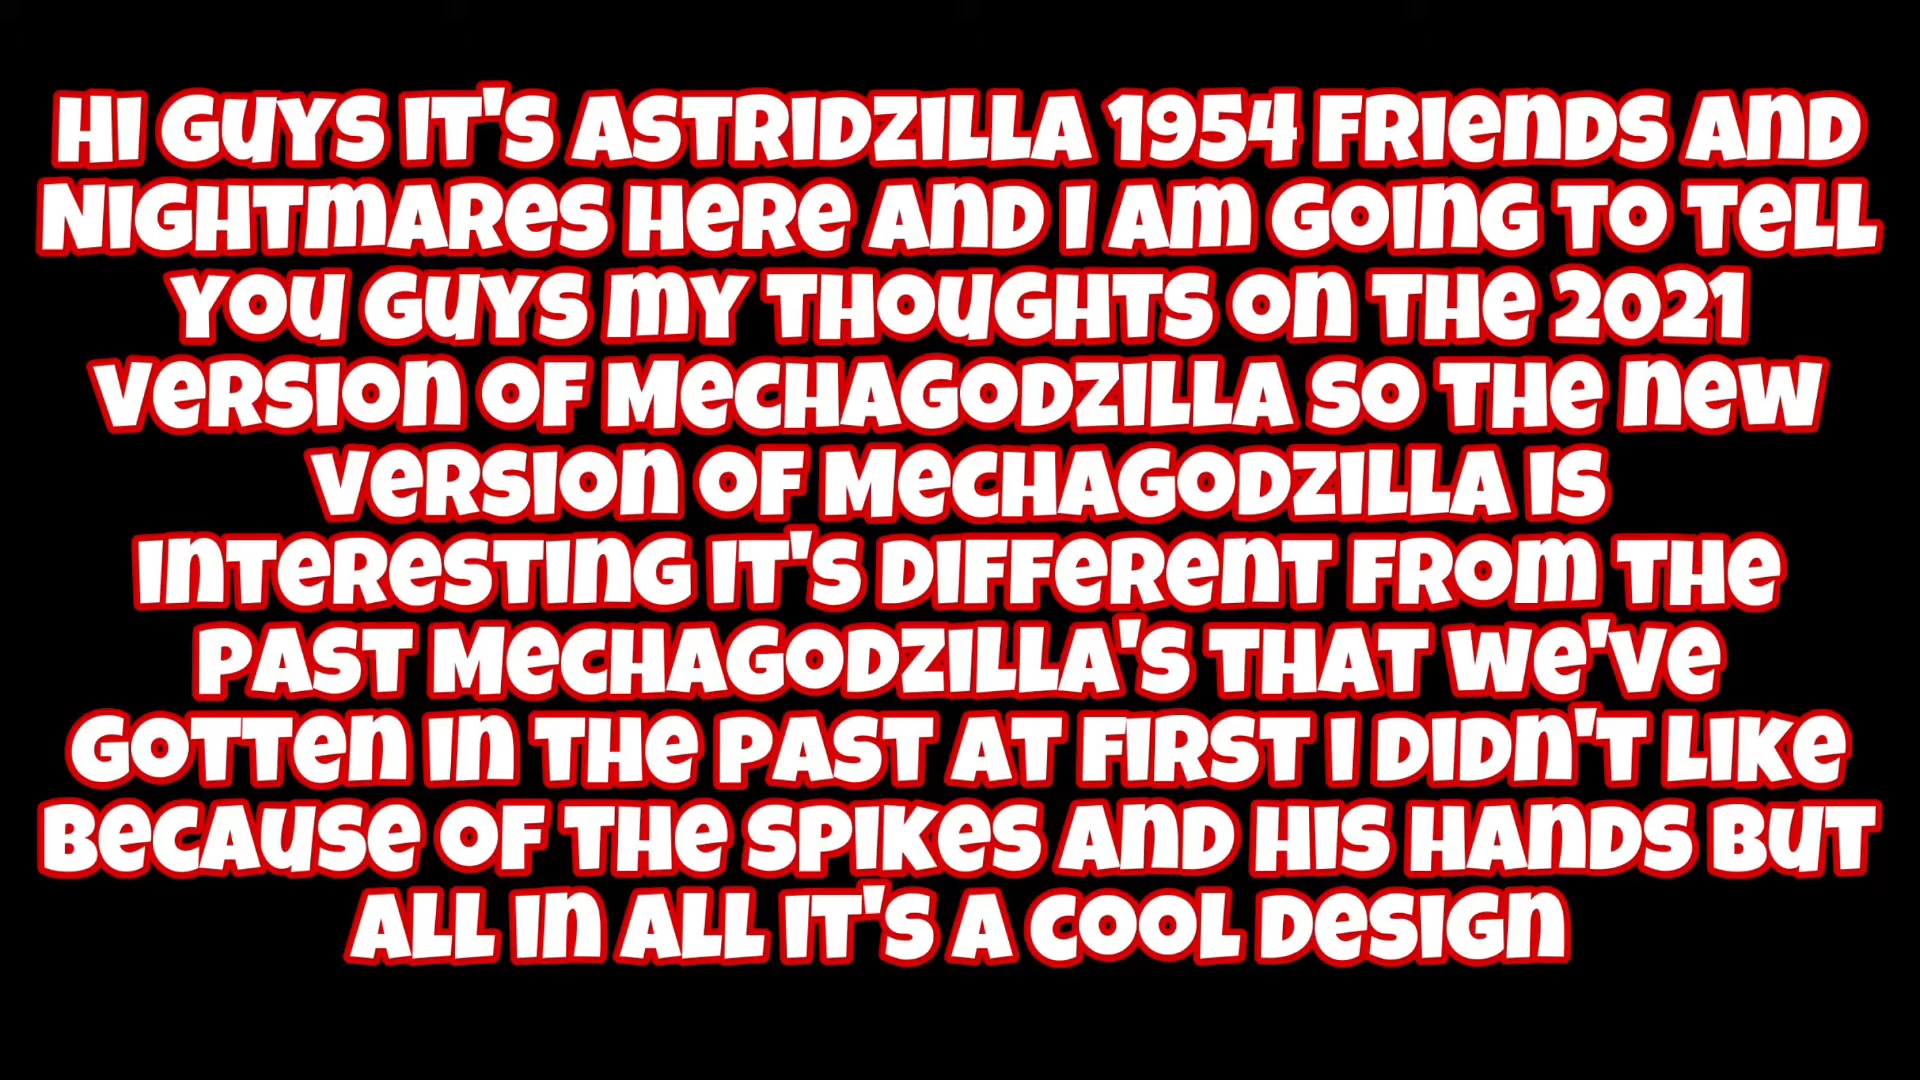 HI GUYS IT'S ASTRIDZILLA 1954 FRIENDS AND
NIGHTMARES HERE AND I AM GOING TO TELL
YOU GUYS MY THOUGHTS ON THE 2021
VERSION OF MECHAGODZILLA SO THE NEW
VERSION OF MECHAGODZILLA IS
INTERESTING IT'S DIFFERENT FROM THE
PAST MECHAGODZILLA'S THAT WE'VE
GOTTEN IN THE PAST AT FIRST I DIDN'T LIKE
BECAUSE OF THE SPIKES AND HIS HANDS BUT
ALL IN ALL IT'S A COOL DESIGN